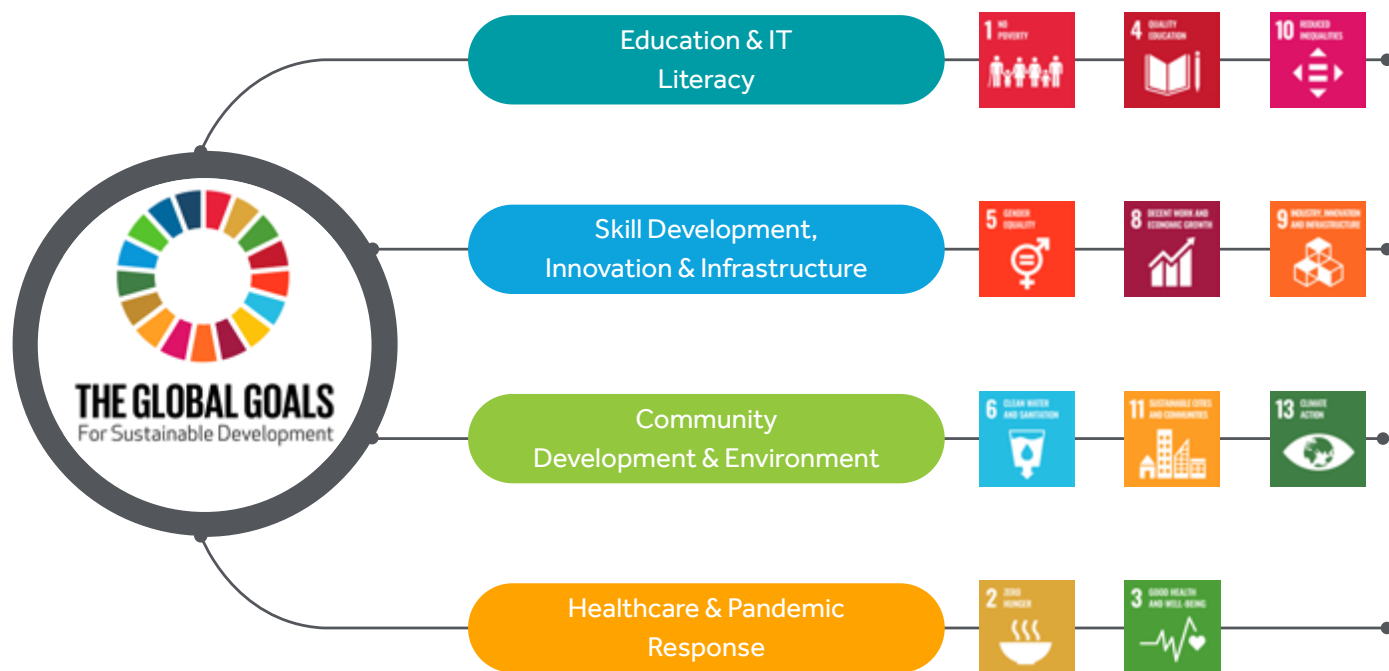 Education & IT
Literacy
1 NO
POVERTY
4 QUALITY
EDUCATION
10 REDUCED
INEQUALITIES
THE GLOBAL GOALS
For Sustainable Development
Skill Development,
Innovation & Infrastructure
5 GENDER
EQUALITY
8 DECENT WORK AND
ECONOMIC GROWTH
9 INDUSTRY, INNOVATION
AND INFRASTRUCTURE
Community
Development & Environment
6 CLEAN WATER
AND SANITATION
11 SUSTAINABLE CITIES
AND COMMUNITIES
13 CLIMATE
ACTION
Healthcare & Pandemic
Response
2 ZERO
HUNGER
3 GOOD HEALTH
AND WELL-BEING